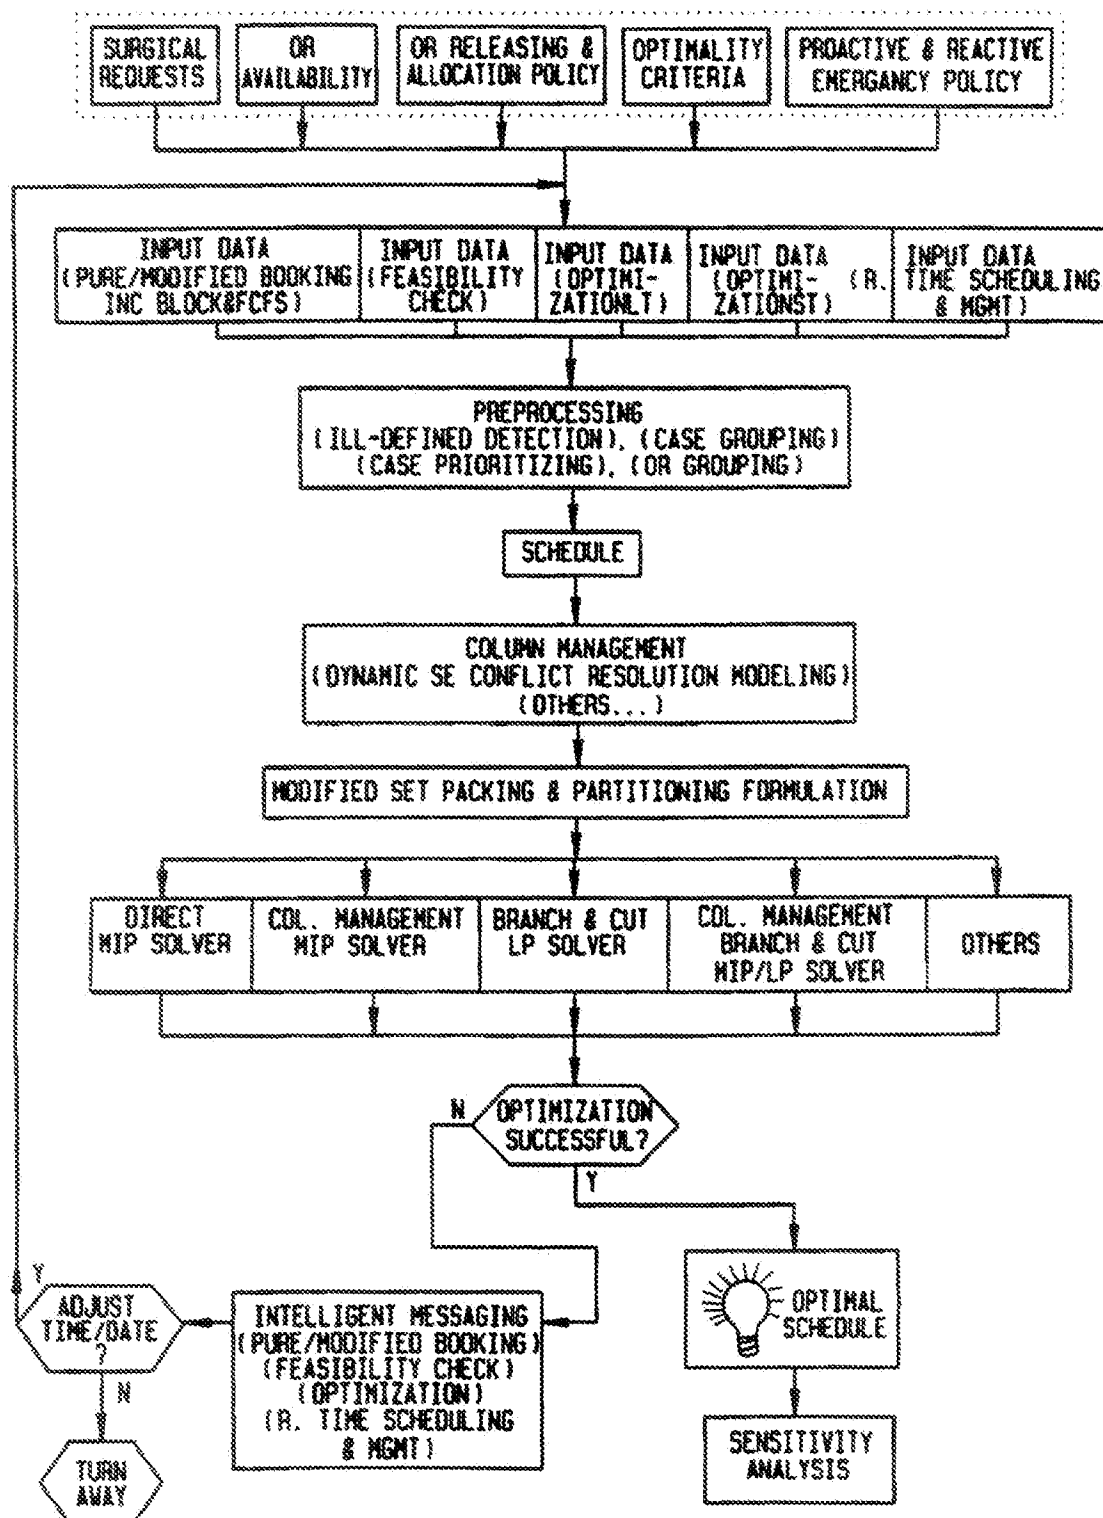 SURGICAL
REQUESTS
OR
AVAILABILITY
OR RELEASING &
ALLOCATION POLICY
OPTIMALITY
CRITERIA
PROACTIVE & REACTIVE
EMERGANCY POLICY
INPUT DATA
(PURE/MODIFIED BOOKING
INC BLOCK&FCFS)
INPUT DATA
(FEASIBILITY
CHECK)
INPUT DATA
(OPTIMI-
ZATIONLT)
INPUT DATA
(OPTIMI-
ZATIONST)
INPUT DATA
(R. TIME SCHEDULING
& MGMT)
PREPROCESSING
(ILL-DEFINED DETECTION), (CASE GROUPING)
(CASE PRIORITIZING), (OR GROUPING)
SCHEDULE
COLUMN MANAGEMENT
(DYNAMIC SE CONFLICT RESOLUTION MODELING)
(OTHERS...)
MODIFIED SET PACKING & PARTITIONING FORMULATION
DIRECT
MIP SOLVER
COL. MANAGEMENT
MIP SOLVER
BRANCH & CUT
LP SOLVER
COL. MANAGEMENT
BRANCH & CUT
MIP/LP SOLVER
OTHERS
N
OPTIMIZATION
SUCCESSFUL?
Y
OPTIMAL
SCHEDULE
SENSITIVITY
ANALYSIS
INTELLIGENT MESSAGING
(PURE/MODIFIED BOOKING)
(FEASIBILITY CHECK)
(OPTIMIZATION)
(R. TIME SCHEDULING
& MGMT)
Y
ADJUST
TIME/DATE
?
N
TURN
AWAY